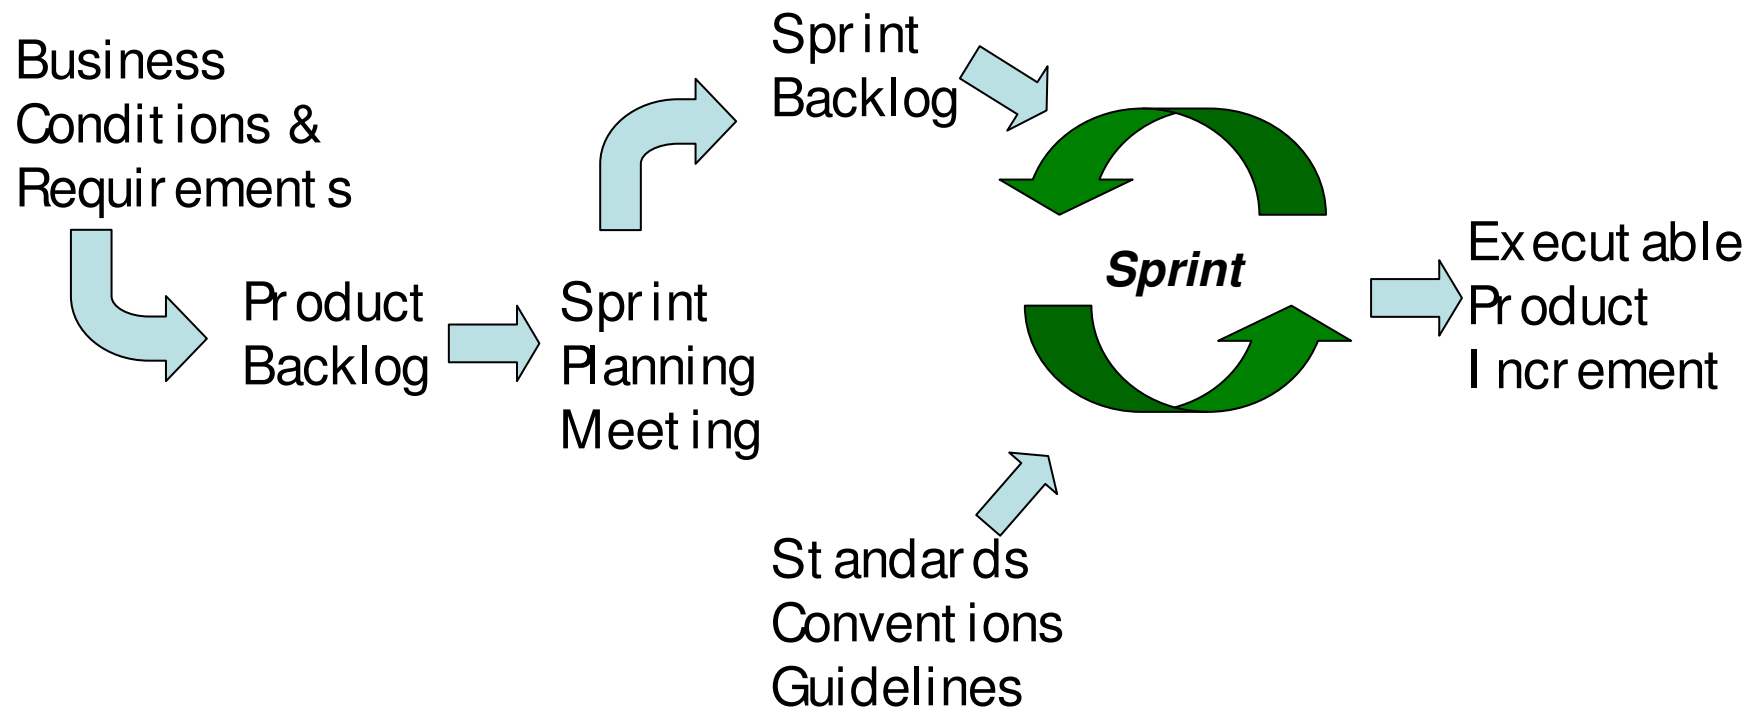 Business
Conditions &
Requirements
Product
Backlog
Sprint
Planning
Meeting
Sprint
Backlog
Sprint
Standards
Conventions
Guidelines
Executable
Product
Increment